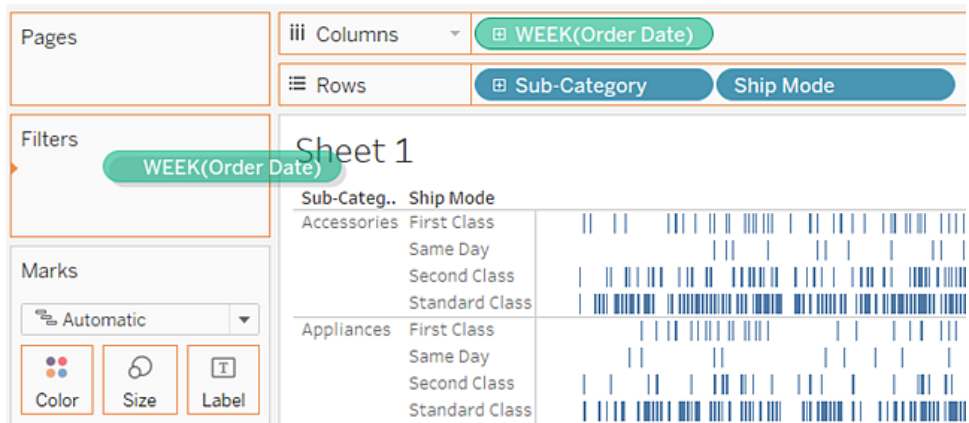 Pages
Columns WEEK(Order Date)
Rows Sub-Category Ship Mode
Filters
WEEK(Order Date)
Sheet 1
Sub-Categ.. Ship Mode
Accessories First Class
Same Day
Second Class
Standard Class
Appliances First Class
Same Day
Second Class
Standard Class
Marks
Automatic
Color Size Label